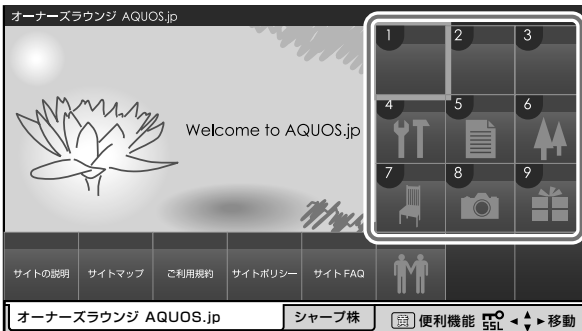 オーナーズラウンジ AQUOS.jp
1 2 3
4 5 6
Welcome to AQUOS.jp
7 8 9
サイトの説明 サイトマップ ご利用規約 サイトポリシー サイト FAQ
オーナーズラウンジ AQUOS.jp シャープ株 便利機能 SSL 移動